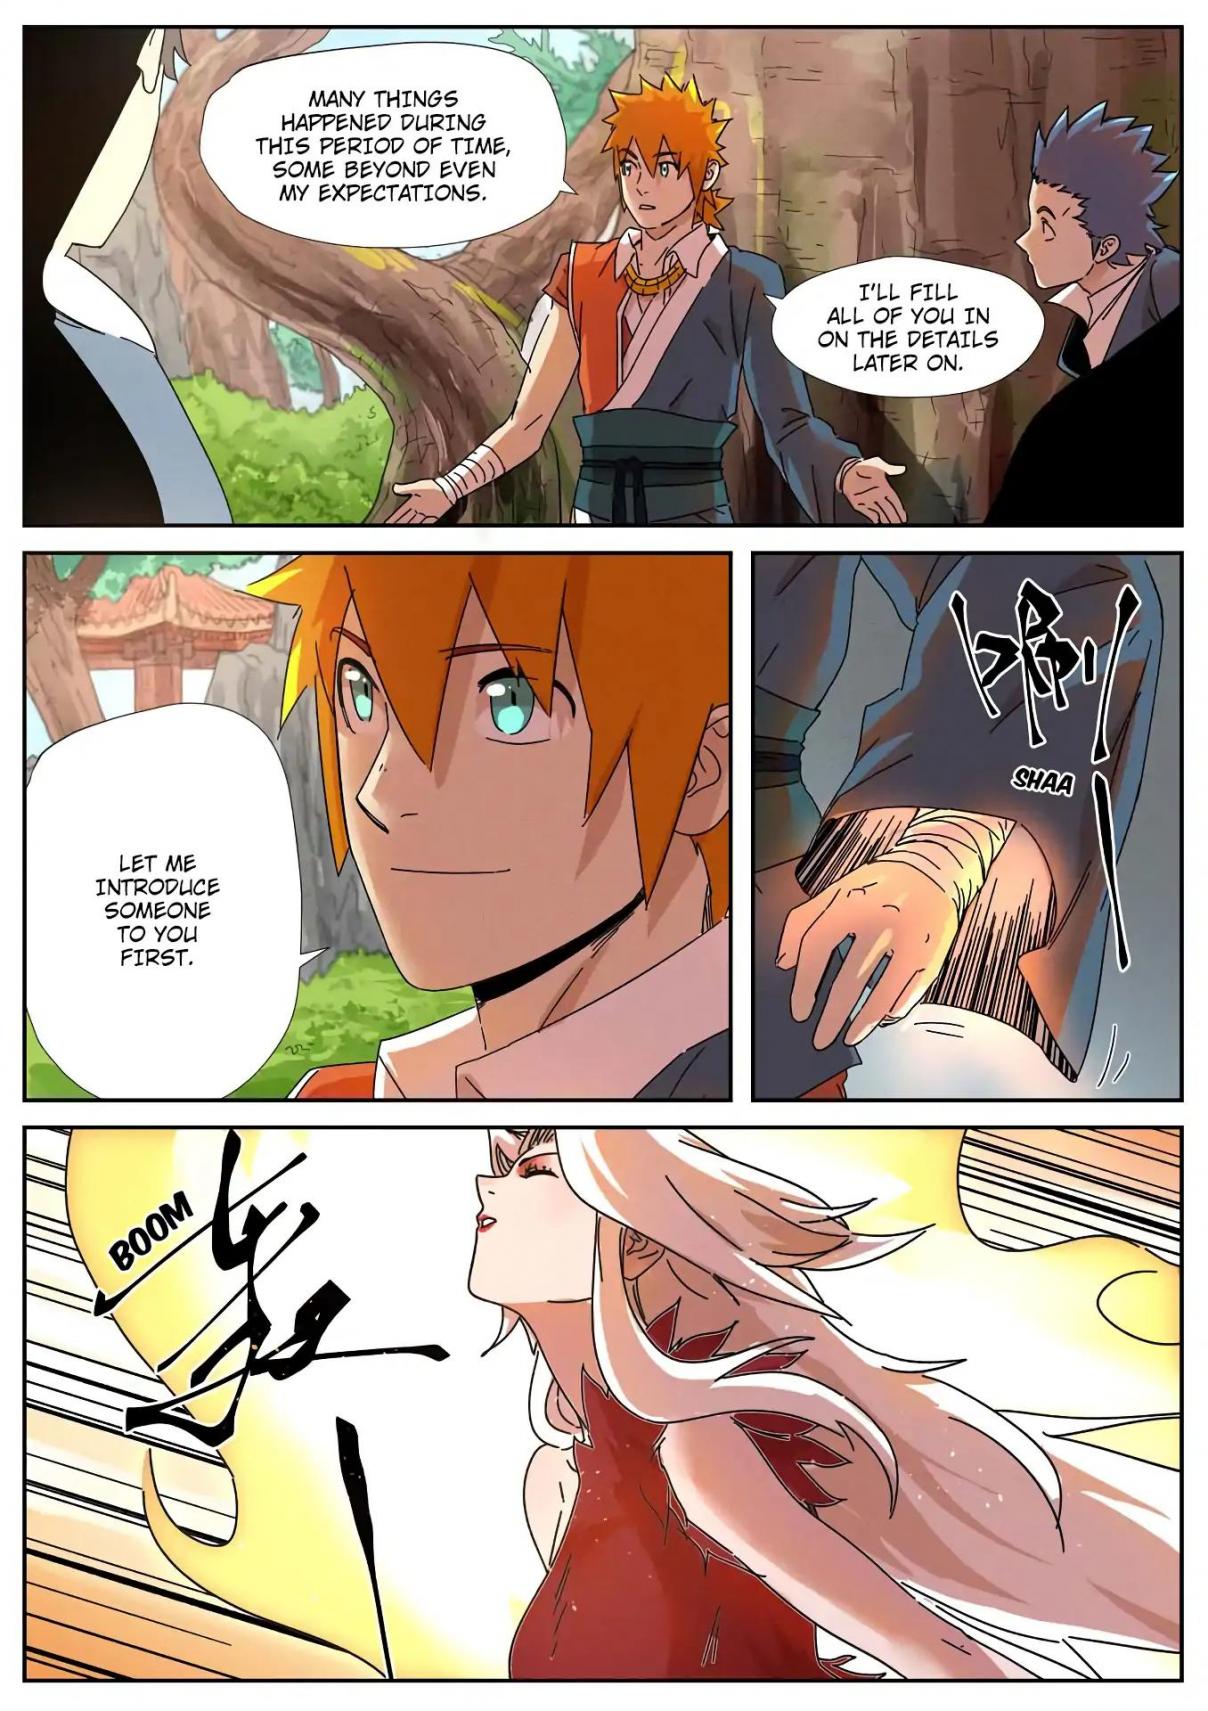 MANY THINGS
HAPPENED DURING
THIS PERIOD OF TIME,
SOME BEYOND EVEN
MY EXPECTATIONS.
I'LL FILL
ALL OF YOU IN
ON THE DETAILS
LATER ON.
LET ME
INTRODUCE
SOMEONE
TO YOU
FIRST.
SHAA
BOOM